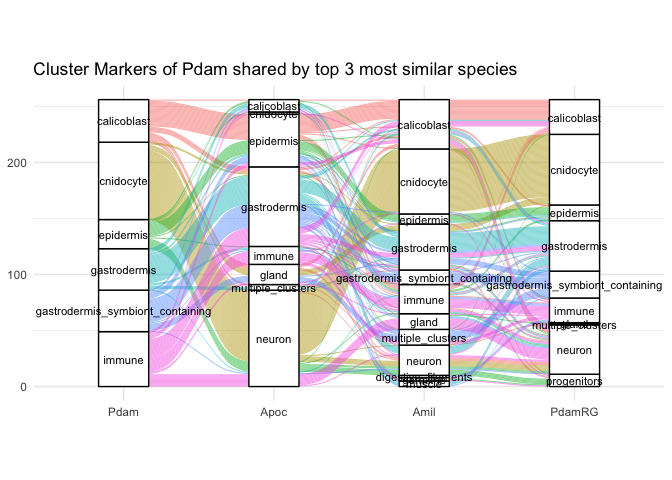 Cluster Markers of Pdam shared by top 3 most similar species
200
100
0
calicoblast
cnidocyte
epidermis
gastrodermis
gastrodermis_symbiont_containing
immune
calicoblast
cnidocyte
epidermis
gastrodermis
immune
gland
multiple_clusters
neuron
calicoblast
cnidocyte
epidermis
gastrodermis
gastrodermis_symbiont_containing
immune
gland
multiple_clusters
neuron
digestive_filaments
muscle
calicoblast
cnidocyte
epidermis
gastrodermis
gastrodermis_symbiont_containing
immune
multiple_clusters
neuron
progenitors
Pdam
Apoc
Amil
PdamRG